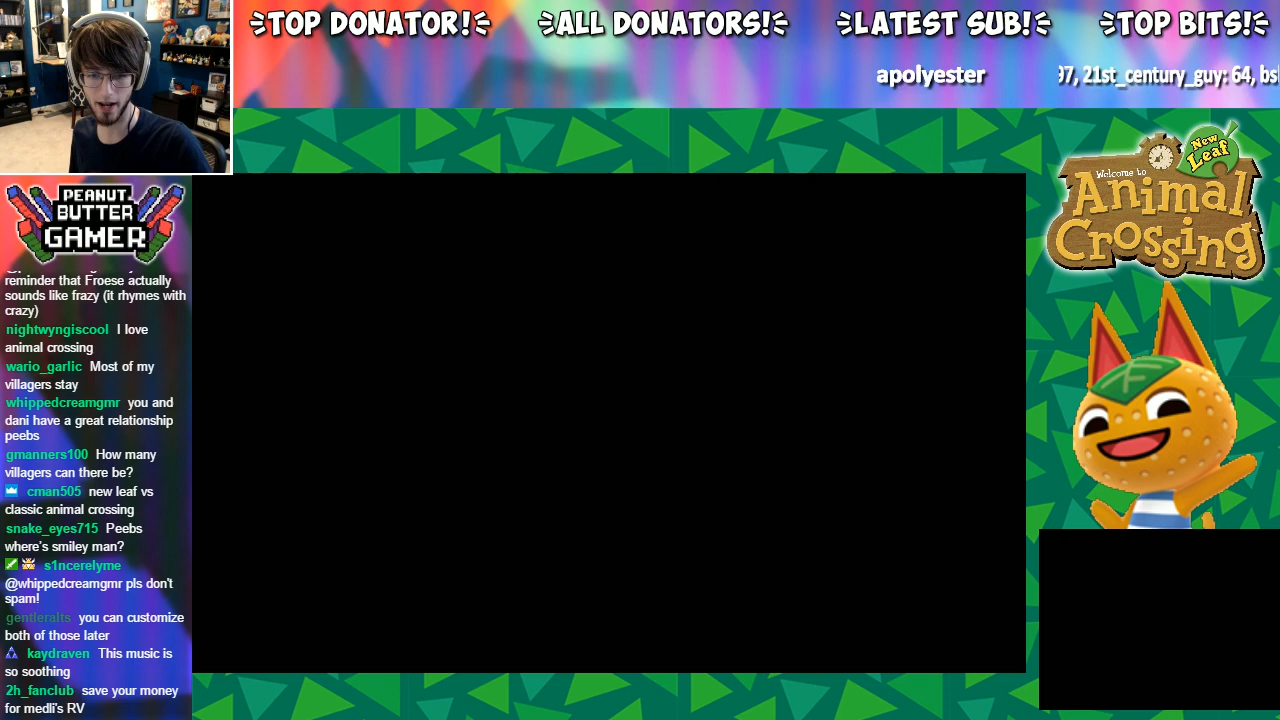 TOP DONATOR!
ALL DONATORS!
LATEST SUB!
TOP BITS!
apolyester
97, 21st_century_guy: 64, bs
PEANUT
BUTTER
GAMER
Welcome to
Animal
Crossing
New
Leaf
reminder that Froese actually
sounds like frazy (it rhymes with
crazy)
nightwyngiscool I love
animal crossing
wario_garlic Most of my
villagers stay
whippedcreamgmr you and
dani have a great relationship
peebs
gmanners100 How many
villagers can there be?
cman505 new leaf vs
classic animal crossing
snake_eyes715 Peebs
where's smiley man?
s1ncerelyme
@whippedcreamgmr pls don't
spam!
gentleralts you can customize
both of those later
kaydraven This music is
so soothing
2h_fanclub save your money
for medli's RV